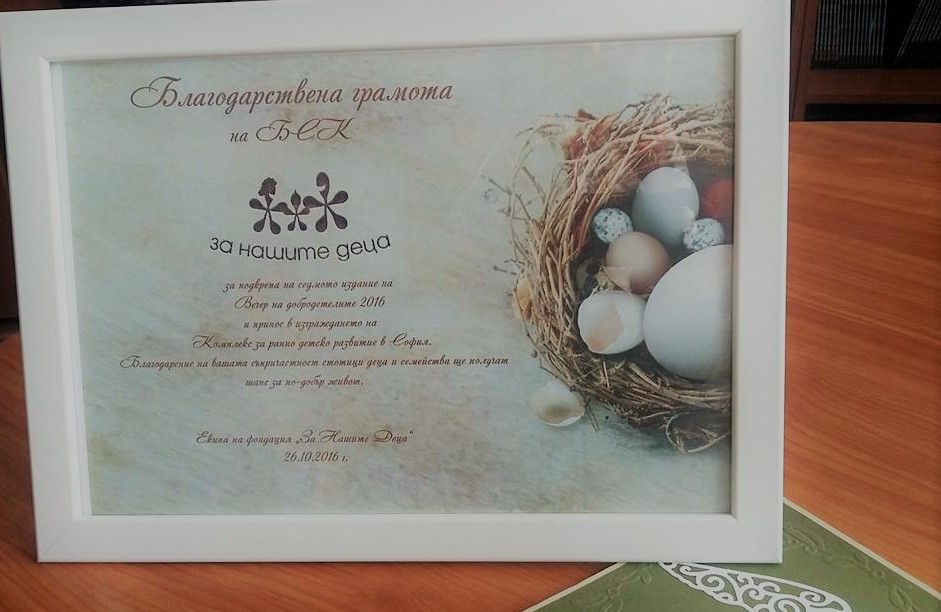 Благодарствена грамота
на БСК
за нашите деца
за подкрепа на седмото издание на
Вечер на добродетелите 2016
и принос в изграждането на
Комплекс за ранно детско развитие в София.
Благодарение на вашата съпричастност стотици деца и семейства ще получат
шанс за по-добър живот.
Екипа на фондация „За Нашите Деца“
26.10.2016 г.